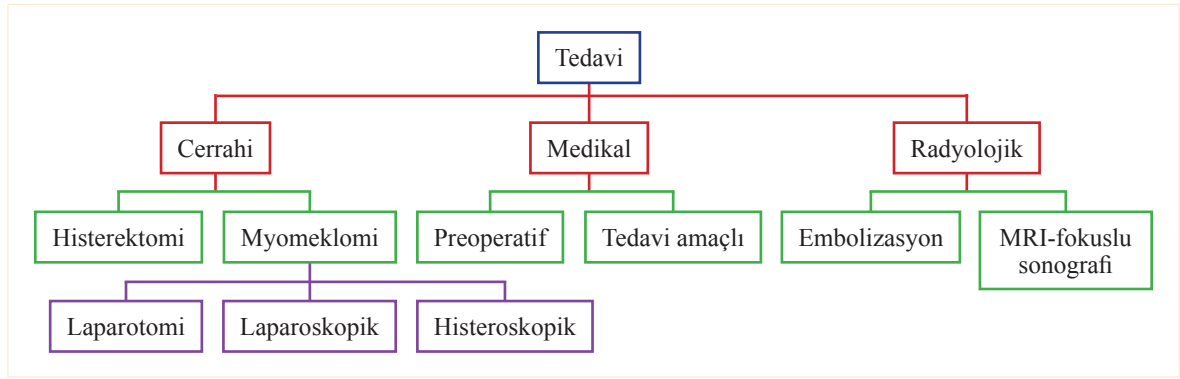 Tedavi
Cerrahi
Medikal
Radyolojik
Histerektomi
Myomeklomi
Preoperatif
Tedavi amaçlı
Embolizasyon
MRI-fokuslu
sonografi
Laparotomi
Laparoskopik
Histeroskopik